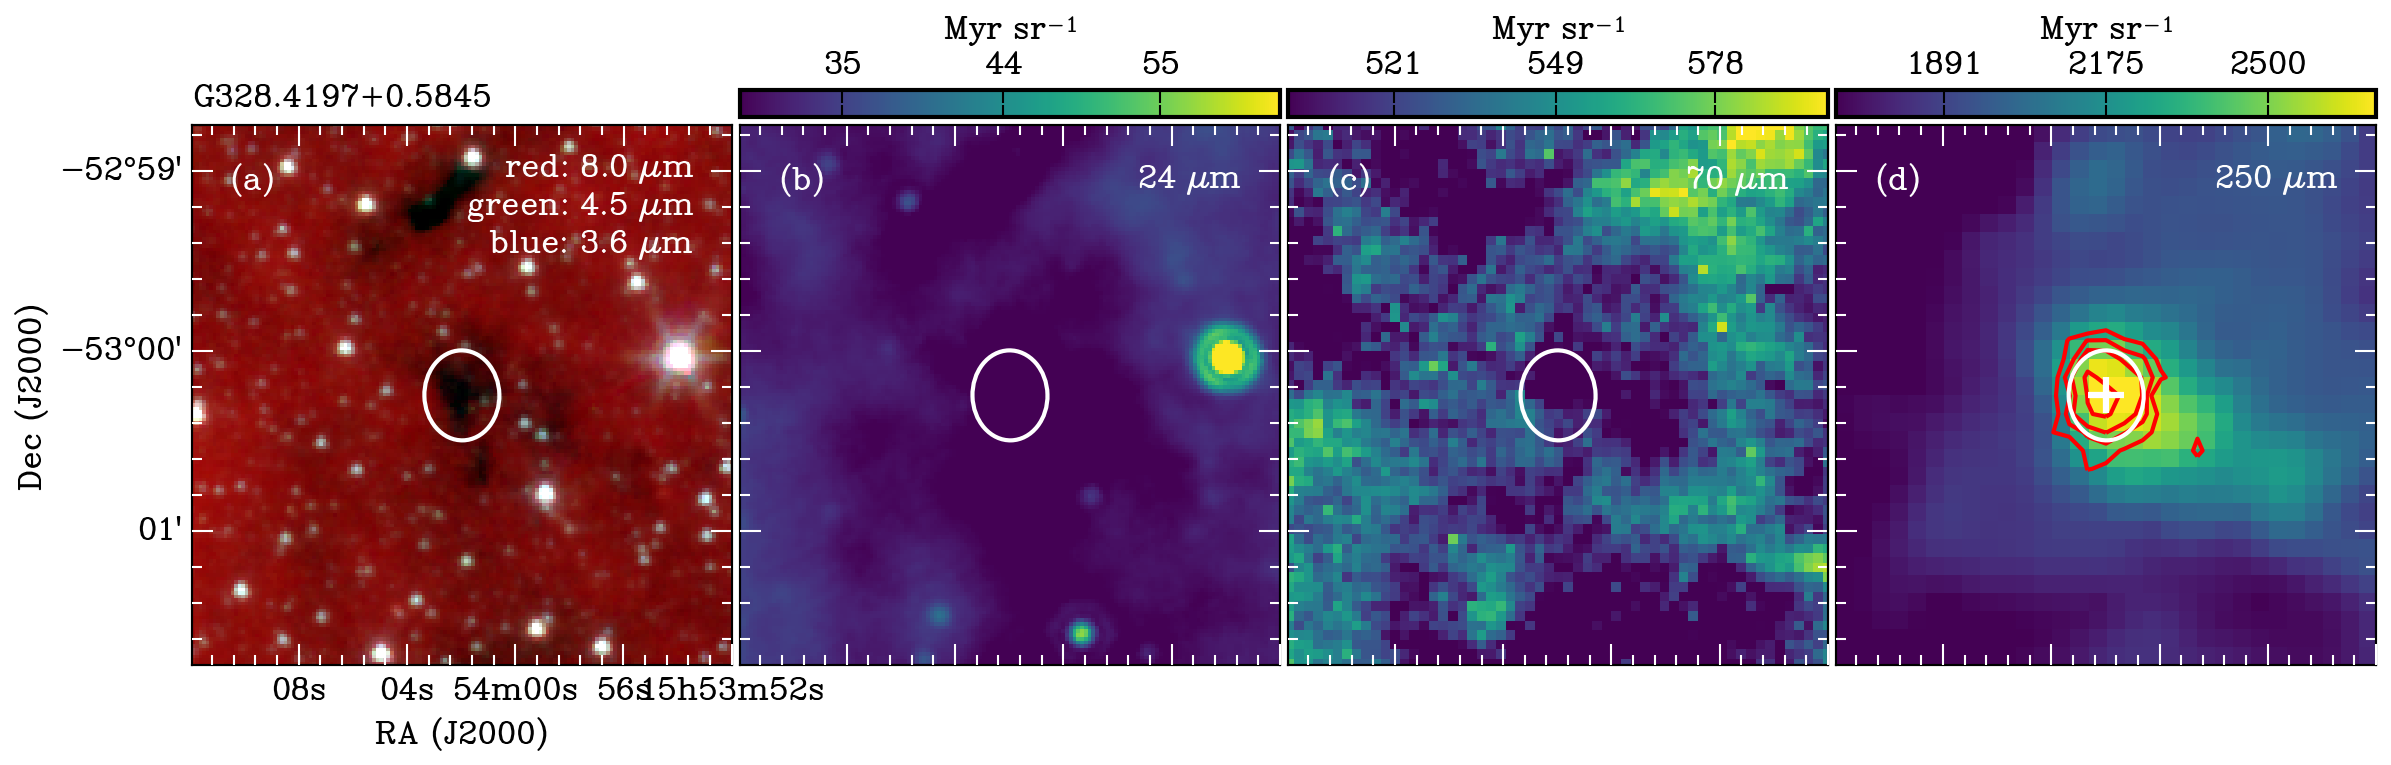 G328.4197+0.5845
Myr sr⁻¹
35 44 55
Myr sr⁻¹
521 549 578
Myr sr⁻¹
1891 2175 2500
(a)
red: 8.0 μm
green: 4.5 μm
blue: 3.6 μm
(b)
24 μm
(c)
70 μm
(d)
250 μm
−52°59'
−53°00'
01'
Dec (J2000)
08s 04s 54m00s 56s 15h53m52s
RA (J2000)